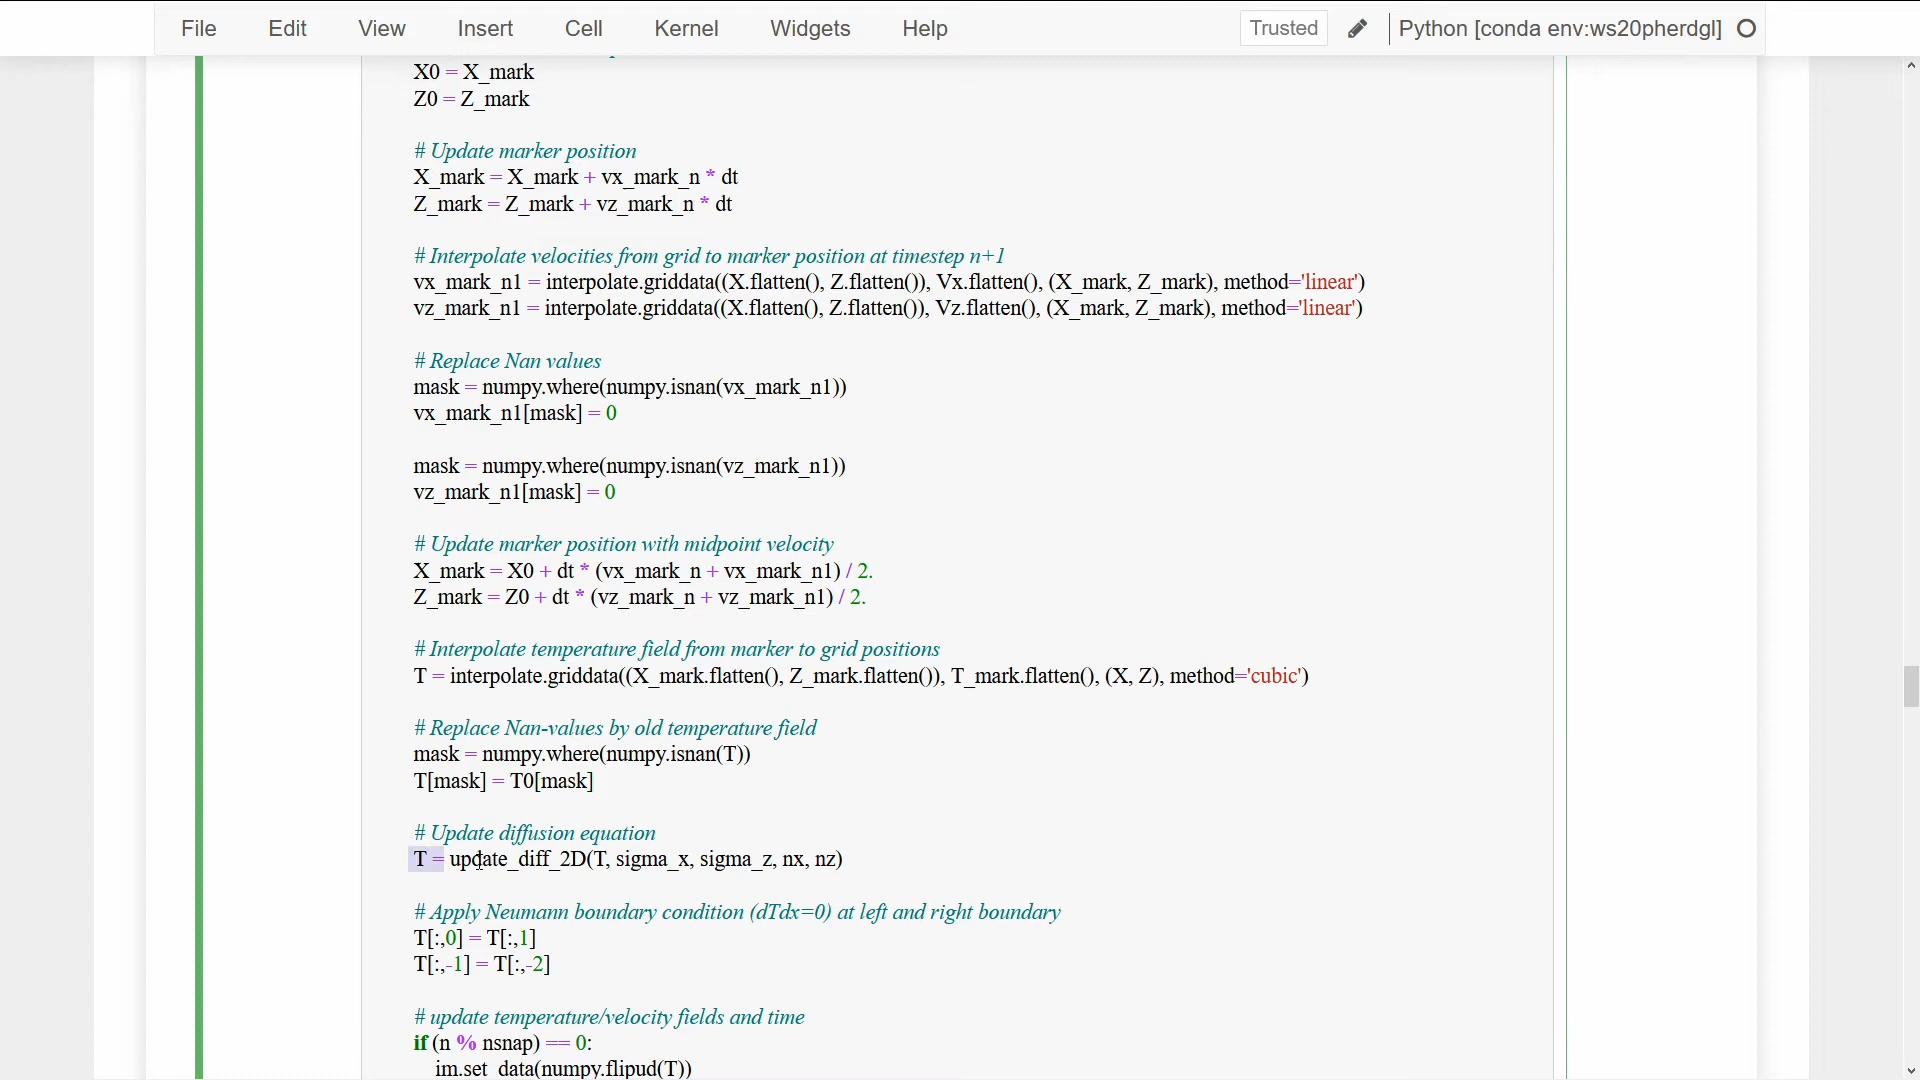 File Edit View Insert Cell Kernel Widgets Help Trusted Python [conda env:ws20pherdgl]
X0 = X_mark
Z0 = Z_mark
# Update marker position
X_mark = X_mark + vx_mark_n * dt
Z_mark = Z_mark + vz_mark_n * dt
# Interpolate velocities from grid to marker position at timestep n+1
vx_mark_n1 = interpolate.griddata((X.flatten(), Z.flatten()), Vx.flatten(), (X_mark, Z_mark), method='linear')
vz_mark_n1 = interpolate.griddata((X.flatten(), Z.flatten()), Vz.flatten(), (X_mark, Z_mark), method='linear')
# Replace Nan values
mask = numpy.where(numpy.isnan(vx_mark_n1))
vx_mark_n1[mask] = 0
mask = numpy.where(numpy.isnan(vz_mark_n1))
vz_mark_n1[mask] = 0
# Update marker position with midpoint velocity
X_mark = X0 + dt * (vx_mark_n + vx_mark_n1) / 2.
Z_mark = Z0 + dt * (vz_mark_n + vz_mark_n1) / 2.
# Interpolate temperature field from marker to grid positions
T = interpolate.griddata((X_mark.flatten(), Z_mark.flatten()), T_mark.flatten(), (X, Z), method='cubic')
# Replace Nan-values by old temperature field
mask = numpy.where(numpy.isnan(T))
T[mask] = T0[mask]
# Update diffusion equation
T = update_diff_2D(T, sigma_x, sigma_z, nx, nz)
# Apply Neumann boundary condition (dTdx=0) at left and right boundary
T[:,0] = T[:,1]
T[:,-1] = T[:,-2]
# update temperature/velocity fields and time
if (n % nsnap) == 0:
im.set_data(numpy.flipud(T))